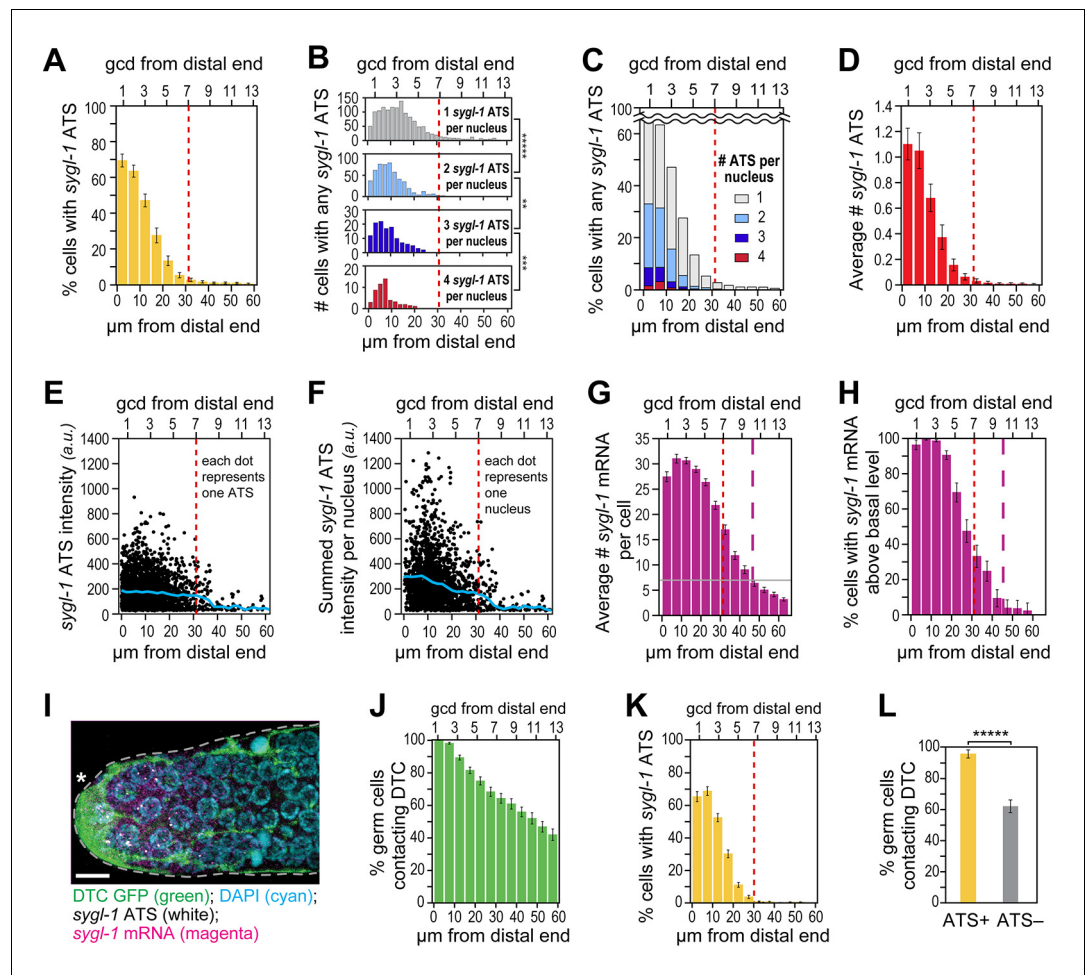 A
gcd from distal end
1 3 5 7 9 11 13
% cells with sygl-1 ATS
100
80
60
40
20
0
0 10 20 30 40 50 60
µm from distal end
B
gcd from distal end
1 3 5 7 9 11 13
# cells with any sygl-1 ATS
150
100
50
0
1 sygl-1 ATS
per nucleus
100
50
0
2 sygl-1 ATS
per nucleus
30
20
10
0
3 sygl-1 ATS
per nucleus
20
10
0
4 sygl-1 ATS
per nucleus
*****
**
***
0 10 20 30 40 50 60
µm from distal end
C
gcd from distal end
1 3 5 7 9 11 13
% cells with any sygl-1 ATS
100
60
40
20
0
# ATS per
nucleus
1
2
3
4
0 10 20 30 40 50 60
µm from distal end
D
gcd from distal end
1 3 5 7 9 11 13
Average # sygl-1 ATS
1.4
1.2
1.0
0.8
0.6
0.4
0.2
0
0 10 20 30 40 50 60
µm from distal end
E
gcd from distal end
1 3 5 7 9 11 13
sygl-1 ATS intensity (a.u.)
1400
1200
1000
800
600
400
200
0
each dot
represents
one ATS
0 10 20 30 40 50 60
µm from distal end
F
gcd from distal end
1 3 5 7 9 11 13
Summed sygl-1 ATS
intensity per nucleus (a.u.)
1400
1200
1000
800
600
400
200
0
each dot
represents
one
nucleus
0 10 20 30 40 50 60
µm from distal end
G
gcd from distal end
1 3 5 7 9 11 13
Average # sygl-1 mRNA
per cell
35
30
25
20
15
10
5
0
0 10 20 30 40 50 60
µm from distal end
H
gcd from distal end
1 3 5 7 9 11 13
% cells with sygl-1 mRNA
above basal level
100
80
60
40
20
0
0 10 20 30 40 50 60
µm from distal end
I
*
DTC GFP (green); DAPI (cyan);
sygl-1 ATS (white);
sygl-1 mRNA (magenta)
J
gcd from distal end
1 3 5 7 9 11 13
% germ cells
contacting DTC
100
80
60
40
20
0
0 10 20 30 40 50 60
µm from distal end
K
gcd from distal end
1 3 5 7 9 11 13
% cells with sygl-1 ATS
100
80
60
40
20
0
0 10 20 30 40 50 60
µm from distal end
L
% germ cells
contacting DTC
100
80
60
40
20
0
*****
ATS+ ATS–